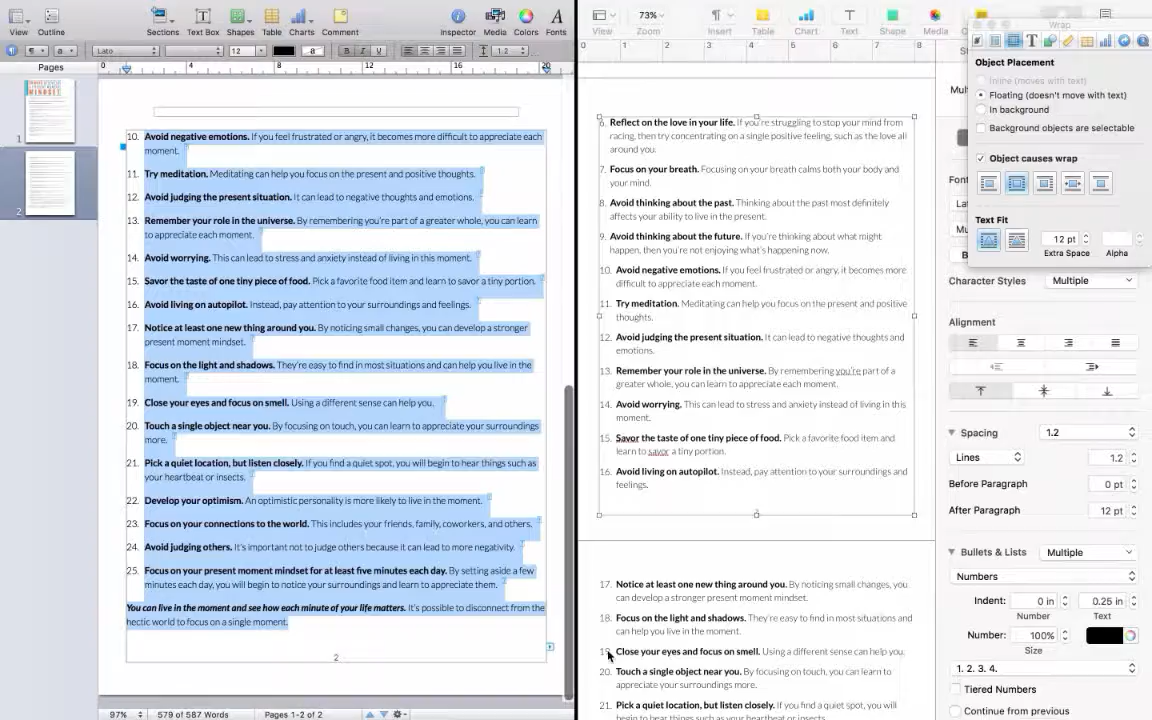 View
Outline
Sections
Text Box
Shapes
Table
Charts
Comment
Inspector
Media
Colors
Fonts
¶
a
Lato
12
a
B
I
U
1.2
Pages
0
4
8
12
16
20
1
2
10. Avoid negative emotions. If you feel frustrated or angry, it becomes more difficult to appreciate each
moment.
11. Try meditation. Meditating can help you focus on the present and positive thoughts.
12. Avoid judging the present situation. It can lead to negative thoughts and emotions.
13. Remember your role in the universe. By remembering you're part of a greater whole, you can learn
to appreciate each moment.
14. Avoid worrying. This can lead to stress and anxiety instead of living in this moment.
15. Savor the taste of one tiny piece of food. Pick a favorite food item and learn to savor a tiny portion.
16. Avoid living on autopilot. Instead, pay attention to your surroundings and feelings.
17. Notice at least one new thing around you. By noticing small changes, you can develop a stronger
present moment mindset.
18. Focus on the light and shadows. They're easy to find in most situations and can help you live in the
moment.
19. Close your eyes and focus on smell. Using a different sense can help you.
20. Touch a single object near you. By focusing on touch, you can learn to appreciate your surroundings
more.
21. Pick a quiet location, but listen closely. If you find a quiet spot, you will begin to hear things such as
your heartbeat or insects.
22. Develop your optimism. An optimistic personality is more likely to live in the moment.
23. Focus on your connections to the world. This includes your friends, family, coworkers, and others.
24. Avoid judging others. It's important not to judge others because it can lead to more negativity.
25. Focus on your present moment mindset for at least five minutes each day. By setting aside a few
minutes each day, you will begin to notice your surroundings and learn to appreciate them.
You can live in the moment and see how each minute of your life matters. It's possible to disconnect from the
hectic world to focus on a single moment.
2
97%
579 of 587 Words
Pages 1-2 of 2
View
73%
Zoom
Insert
Table
Chart
Text
Shape
Media
0 1 2 3 4 5 6 7 8
6. Reflect on the love in your life. If you're struggling to stop your mind from
racing, then try concentrating on a single positive feeling, such as the love all
around you.
7. Focus on your breath. Focusing on your breath calms both your body and
your mind.
8. Avoid thinking about the past. Thinking about the past most definitely
affects your ability to live in the present.
9. Avoid thinking about the future. If you're thinking about what might
happen, then you're not enjoying what's happening now.
10. Avoid negative emotions. If you feel frustrated or angry, it becomes more
difficult to appreciate each moment.
11. Try meditation. Meditating can help you focus on the present and positive
thoughts.
12. Avoid judging the present situation. It can lead to negative thoughts and
emotions.
13. Remember your role in the universe. By remembering you're part of a
greater whole, you can learn to appreciate each moment.
14. Avoid worrying. This can lead to stress and anxiety instead of living in this
moment.
15. Savor the taste of one tiny piece of food. Pick a favorite food item and
learn to savor a tiny portion.
16. Avoid living on autopilot. Instead, pay attention to your surroundings and
feelings.
17. Notice at least one new thing around you. By noticing small changes, you
can develop a stronger present moment mindset.
18. Focus on the light and shadows. They're easy to find in most situations and
can help you live in the moment.
19. Close your eyes and focus on smell. Using a different sense can help you.
20. Touch a single object near you. By focusing on touch, you can learn to
appreciate your surroundings more.
21. Pick a quiet location, but listen closely. If you find a quiet spot, you will
begin to hear things such as your heartbeat or insects.
Wrap
Object Placement
Inline (moves with text)
Floating (doesn't move with text)
In background
Background objects are selectable
Object causes wrap
Text Fit
12 pt
Extra Space
Alpha
Character Styles
Multiple
Alignment
Spacing
1.2
Lines
1.2
Before Paragraph
0 pt
After Paragraph
12 pt
Bullets & Lists
Multiple
Numbers
Indent:
0 in
0.25 in
Number
Text
Number:
100%
Size
1. 2. 3. 4.
Tiered Numbers
Continue from previous